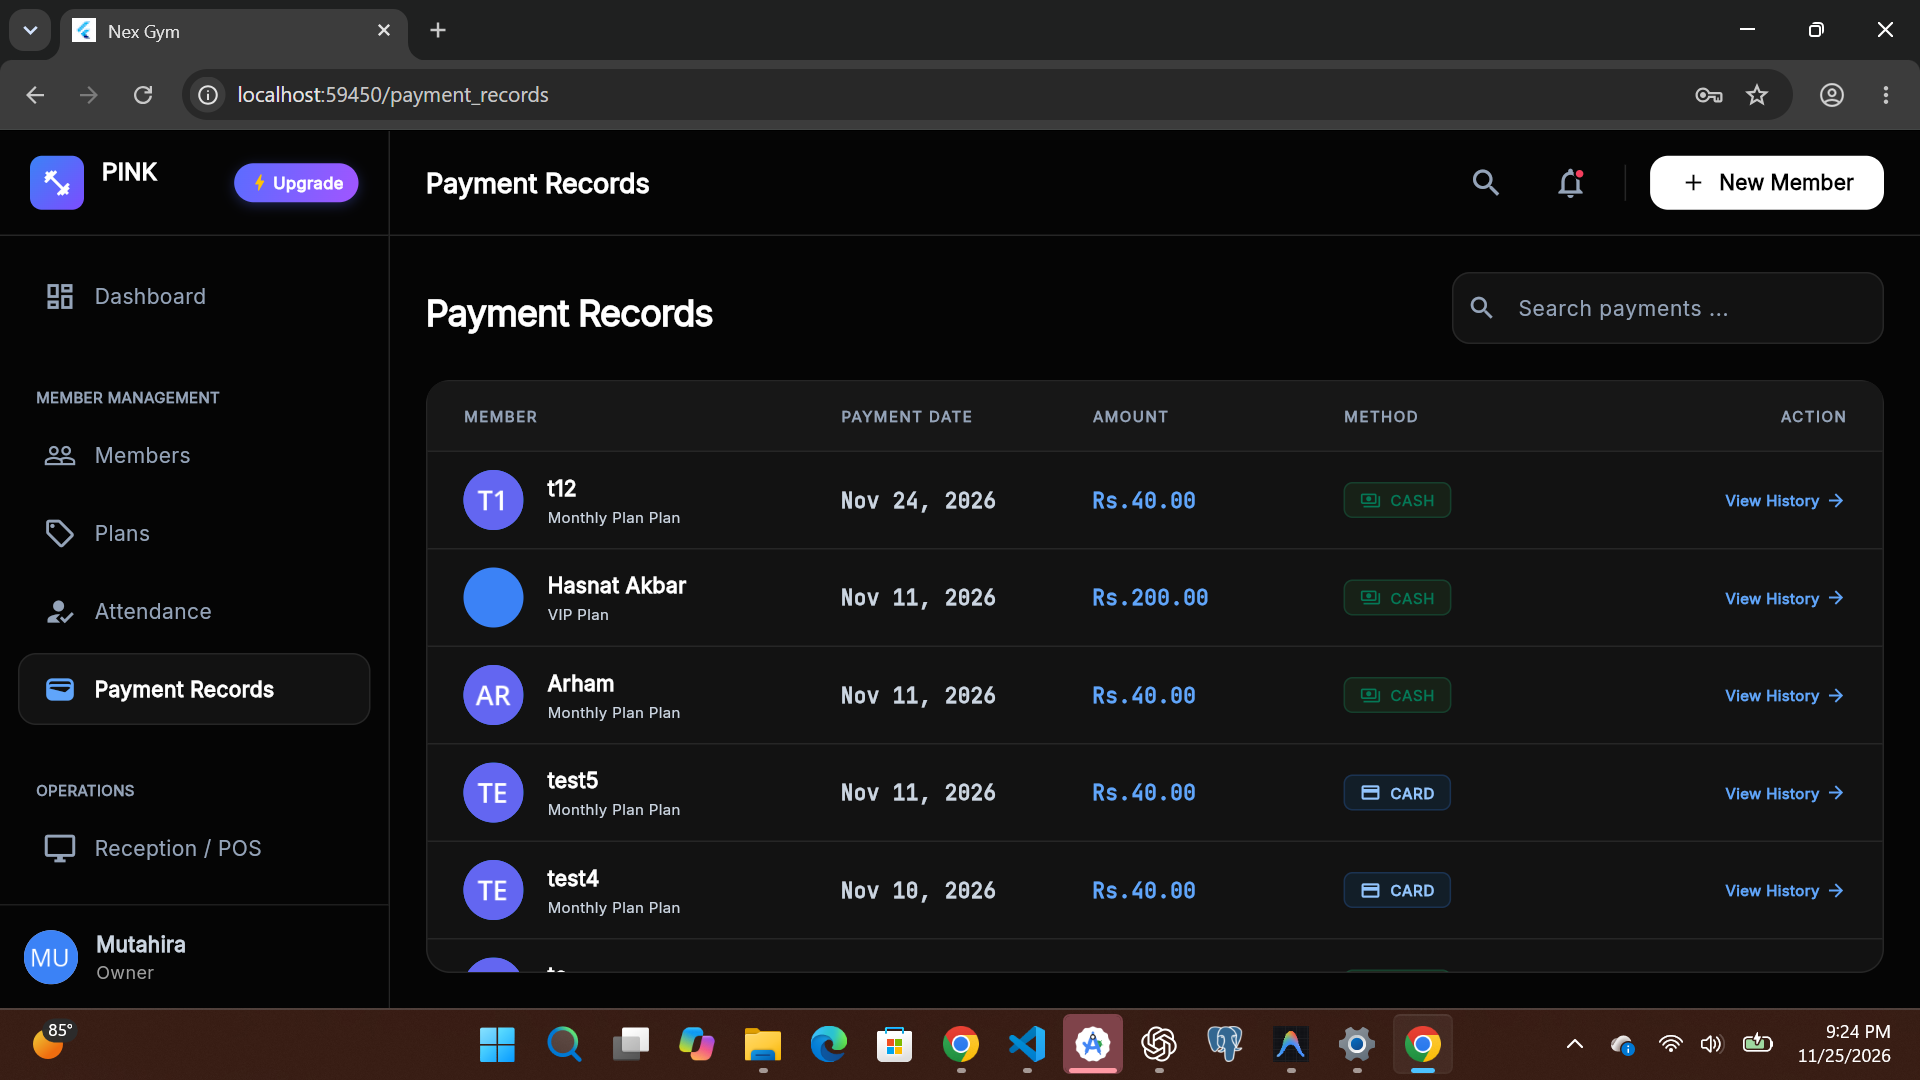 Nex Gym
localhost:59450/payment_records
PINK
Upgrade
Payment Records
New Member
Dashboard
MEMBER MANAGEMENT
Members
Plans
Attendance
Payment Records
OPERATIONS
Reception / POS
MU
Mutahira
Owner
Payment Records
Search payments ...
MEMBER PAYMENT DATE AMOUNT METHOD ACTION
T1 t12 Nov 24, 2026 Rs.40.00 CASH View History
Monthly Plan Plan
Hasnat Akbar Nov 11, 2026 Rs.200.00 CASH View History
VIP Plan
AR Arham Nov 11, 2026 Rs.40.00 CASH View History
Monthly Plan Plan
TE test5 Nov 11, 2026 Rs.40.00 CARD View History
Monthly Plan Plan
TE test4 Nov 10, 2026 Rs.40.00 CARD View History
Monthly Plan Plan
85°
9:24 PM
11/25/2026